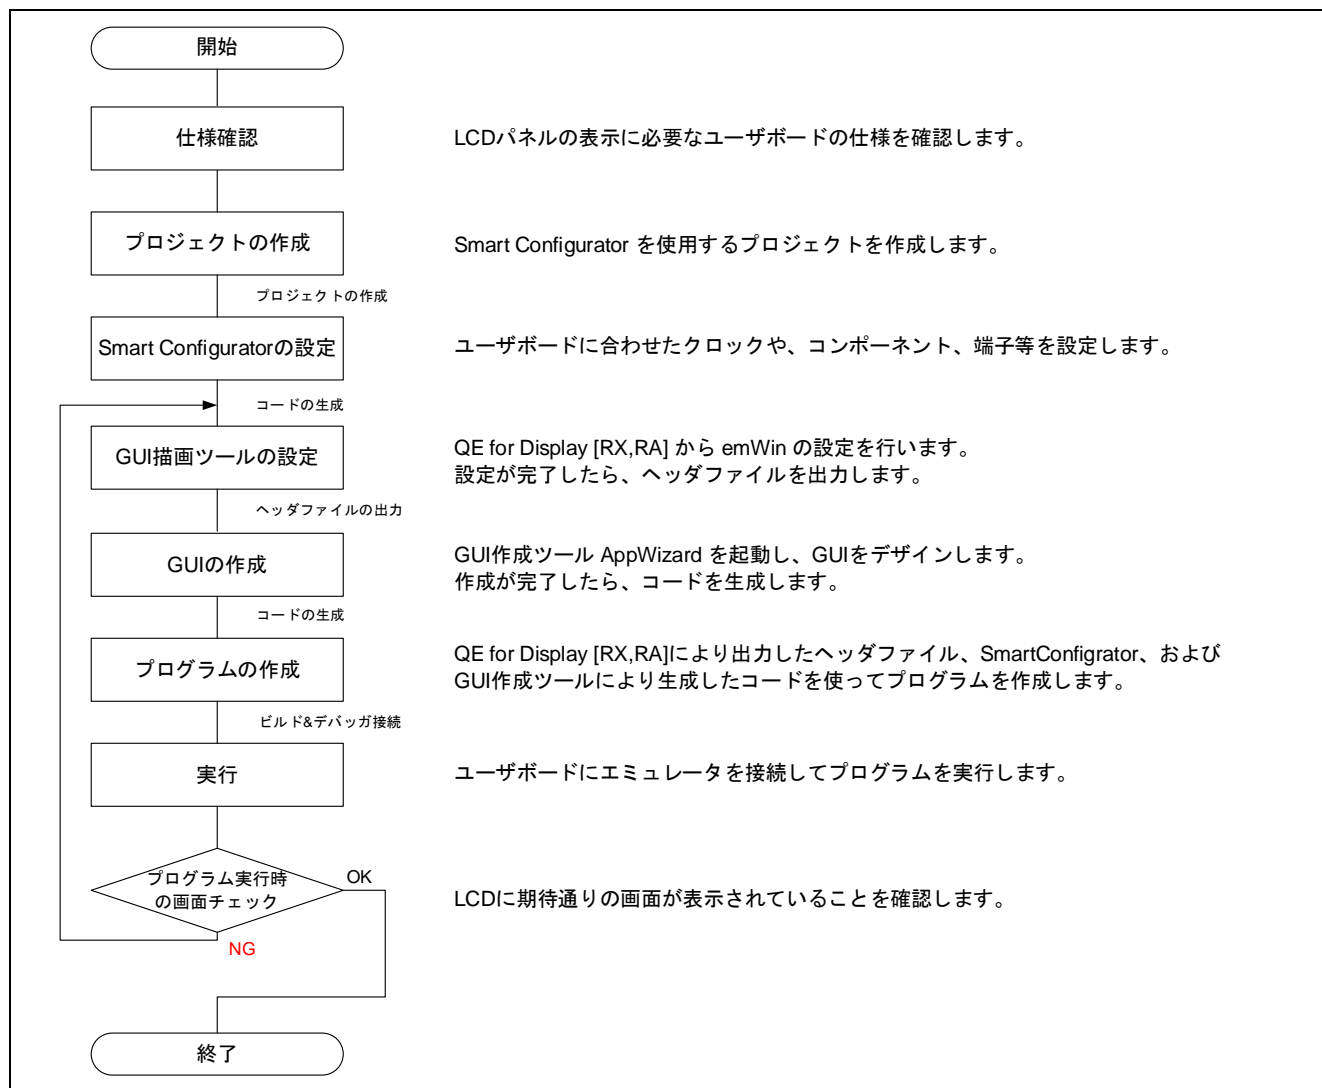 開始
仕様確認
LCDパネルの表示に必要なユーザボードの仕様を確認します。
プロジェクトの作成
Smart Configurator を使用するプロジェクトを作成します。
プロジェクトの作成
Smart Configuratorの設定
ユーザボードに合わせたクロックや、コンポーネント、端子等を設定します。
コードの生成
GUI描画ツールの設定
QE for Display [RX,RA] から emWin の設定を行います。
設定が完了したら、ヘッダファイルを出力します。
ヘッダファイルの出力
GUIの作成
GUI作成ツール AppWizard を起動し、GUIをデザインします。
作成が完了したら、コードを生成します。
コードの生成
プログラムの作成
QE for Display [RX,RA]により出力したヘッダファイル、SmartConfigrator、および
GUI作成ツールにより生成したコードを使ってプログラムを作成します。
ビルド&デバッガ接続
実行
ユーザボードにエミュレータを接続してプログラムを実行します。
プログラム実行時
の画面チェック
OK
LCDに期待通りの画面が表示されていることを確認します。
NG
終了